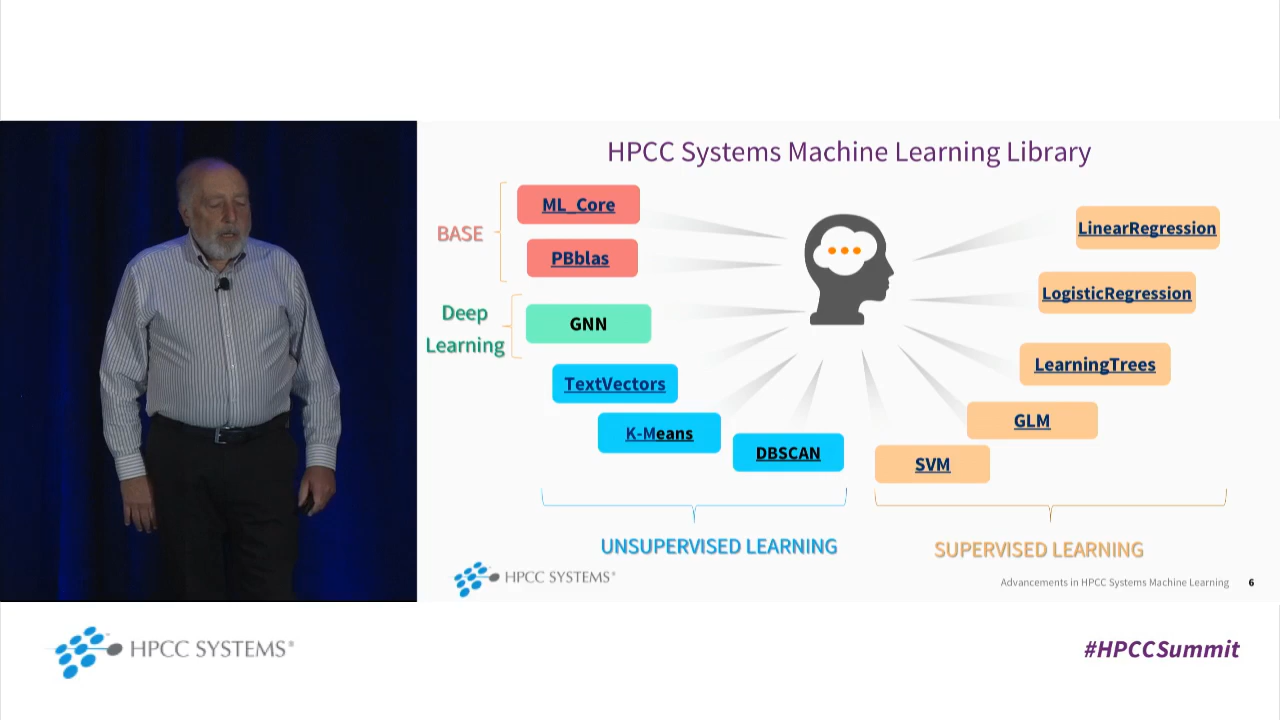 HPCC Systems Machine Learning Library
BASE
ML_Core
PBblas
Deep
Learning
GNN
TextVectors
K-Means
DBSCAN
UNSUPERVISED LEARNING
LinearRegression
LogisticRegression
LearningTrees
GLM
SVM
SUPERVISED LEARNING
HPCC SYSTEMS®
Advancements in HPCC Systems Machine Learning 6
HPCC SYSTEMS®
#HPCCSummit